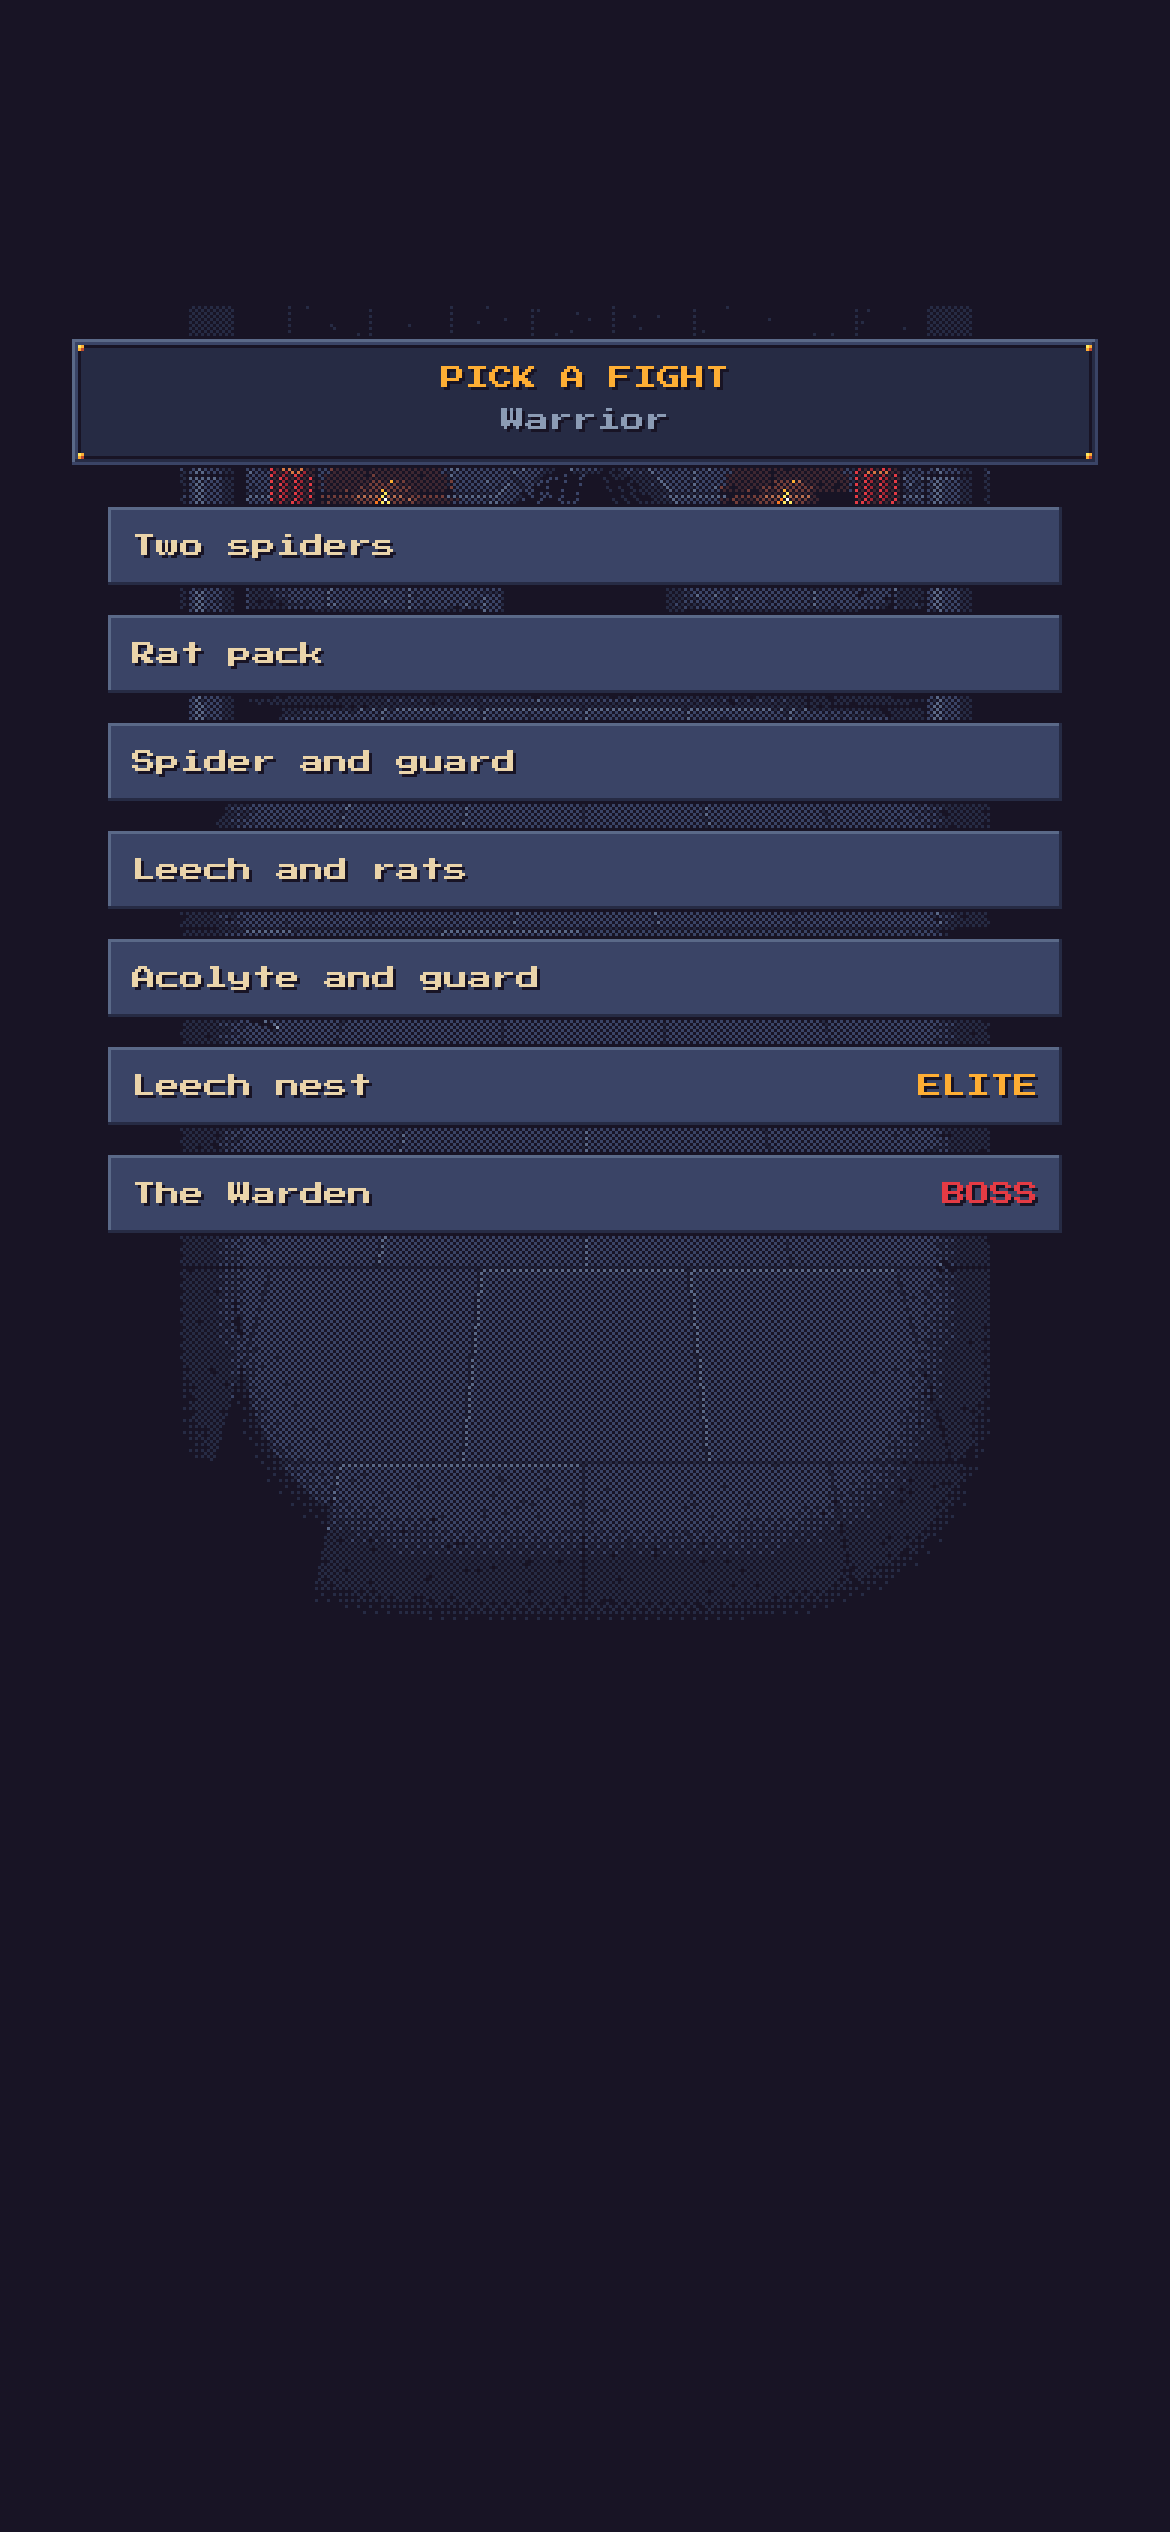 PICK A FIGHT
Warrior
Two spiders
Rat pack
Spider and guard
Leech and rats
Acolyte and guard
Leech nest ELITE
The Warden BOSS